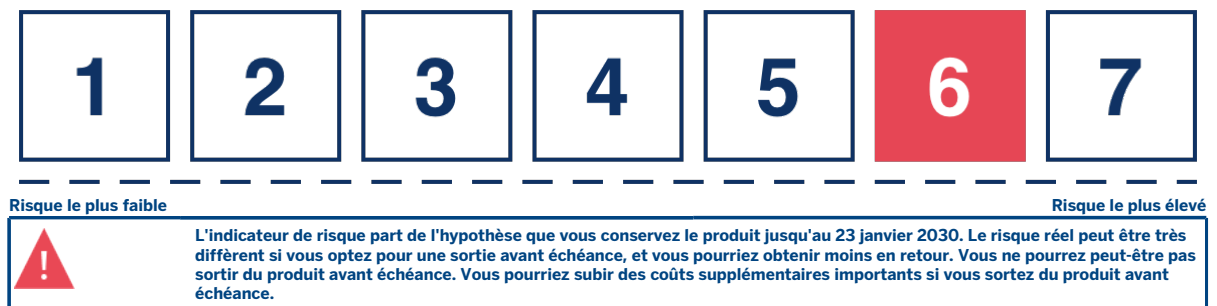 1 2 3 4 5 6 7
Risque le plus faible Risque le plus élevé
!
L'indicateur de risque part de l'hypothèse que vous conservez le produit jusqu'au 23 janvier 2030. Le risque réel peut être très
différent si vous optez pour une sortie avant échéance, et vous pourriez obtenir moins en retour. Vous ne pourrez peut-être pas
sortir du produit avant échéance. Vous pourriez subir des coûts supplémentaires importants si vous sortez du produit avant
échéance.